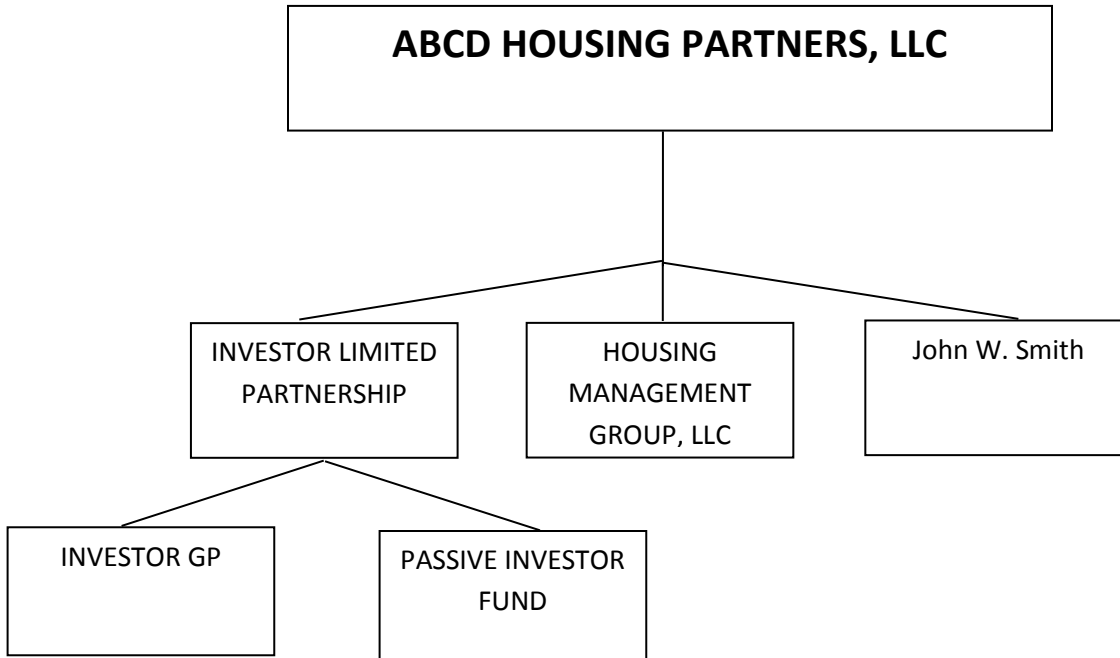 ABCD HOUSING PARTNERS, LLC
INVESTOR LIMITED
PARTNERSHIP
HOUSING
MANAGEMENT
GROUP, LLC
John W. Smith
INVESTOR GP
PASSIVE INVESTOR
FUND